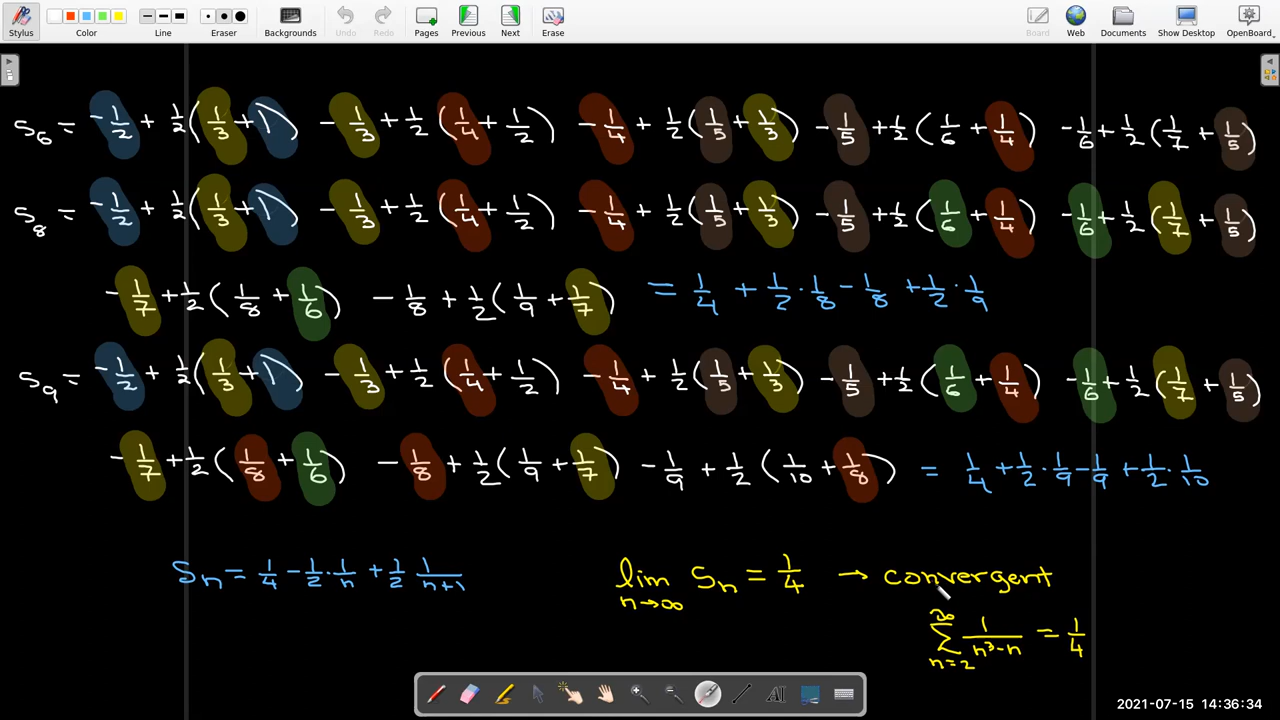 Stylus Color Line Eraser Backgrounds Undo Redo Pages Previous Next Erase Board Web Documents Show Desktop OpenBoard
S₆ = -1/2 + 1/2(1/3 + 1) - 1/3 + 1/2(1/4 + 1/2) - 1/4 + 1/2(1/5 + 1/3) - 1/5 + 1/2(1/6 + 1/4) - 1/6 + 1/2(1/7 + 1/5)
S₈ = -1/2 + 1/2(1/3 + 1) - 1/3 + 1/2(1/4 + 1/2) - 1/4 + 1/2(1/5 + 1/3) - 1/5 + 1/2(1/6 + 1/4) - 1/6 + 1/2(1/7 + 1/5)
- 1/7 + 1/2(1/8 + 1/6) - 1/8 + 1/2(1/9 + 1/7) = 1/4 + 1/2 · 1/8 - 1/8 + 1/2 · 1/9
S₉ = -1/2 + 1/2(1/3 + 1) - 1/3 + 1/2(1/4 + 1/2) - 1/4 + 1/2(1/5 + 1/3) - 1/5 + 1/2(1/6 + 1/4) - 1/6 + 1/2(1/7 + 1/5)
- 1/7 + 1/2(1/8 + 1/6) - 1/8 + 1/2(1/9 + 1/7) - 1/9 + 1/2(1/10 + 1/8) = 1/4 + 1/2 · 1/9 - 1/9 + 1/2 · 1/10
Sn = 1/4 - 1/2 · 1/n + 1/2 1/(n+1) lim n→∞ Sn = 1/4 → convergent
∞ ∑ n=2 1/(n³-n) = 1/4
AI
2021-07-15 14:36:34